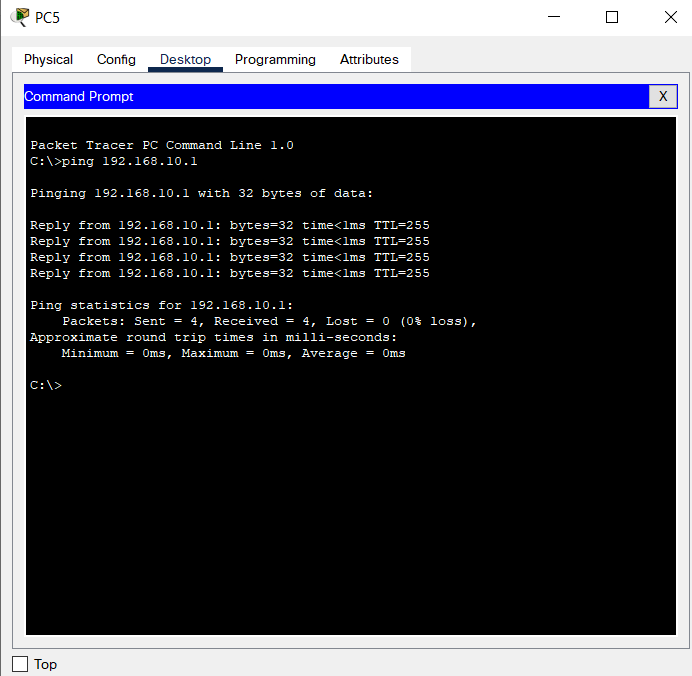 PC5
Physical Config Desktop Programming Attributes
Command Prompt X
Packet Tracer PC Command Line 1.0
C:\>ping 192.168.10.1
Pinging 192.168.10.1 with 32 bytes of data:
Reply from 192.168.10.1: bytes=32 time<1ms TTL=255
Reply from 192.168.10.1: bytes=32 time<1ms TTL=255
Reply from 192.168.10.1: bytes=32 time<1ms TTL=255
Reply from 192.168.10.1: bytes=32 time<1ms TTL=255
Ping statistics for 192.168.10.1:
    Packets: Sent = 4, Received = 4, Lost = 0 (0% loss),
Approximate round trip times in milli-seconds:
    Minimum = 0ms, Maximum = 0ms, Average = 0ms
C:\>
Top